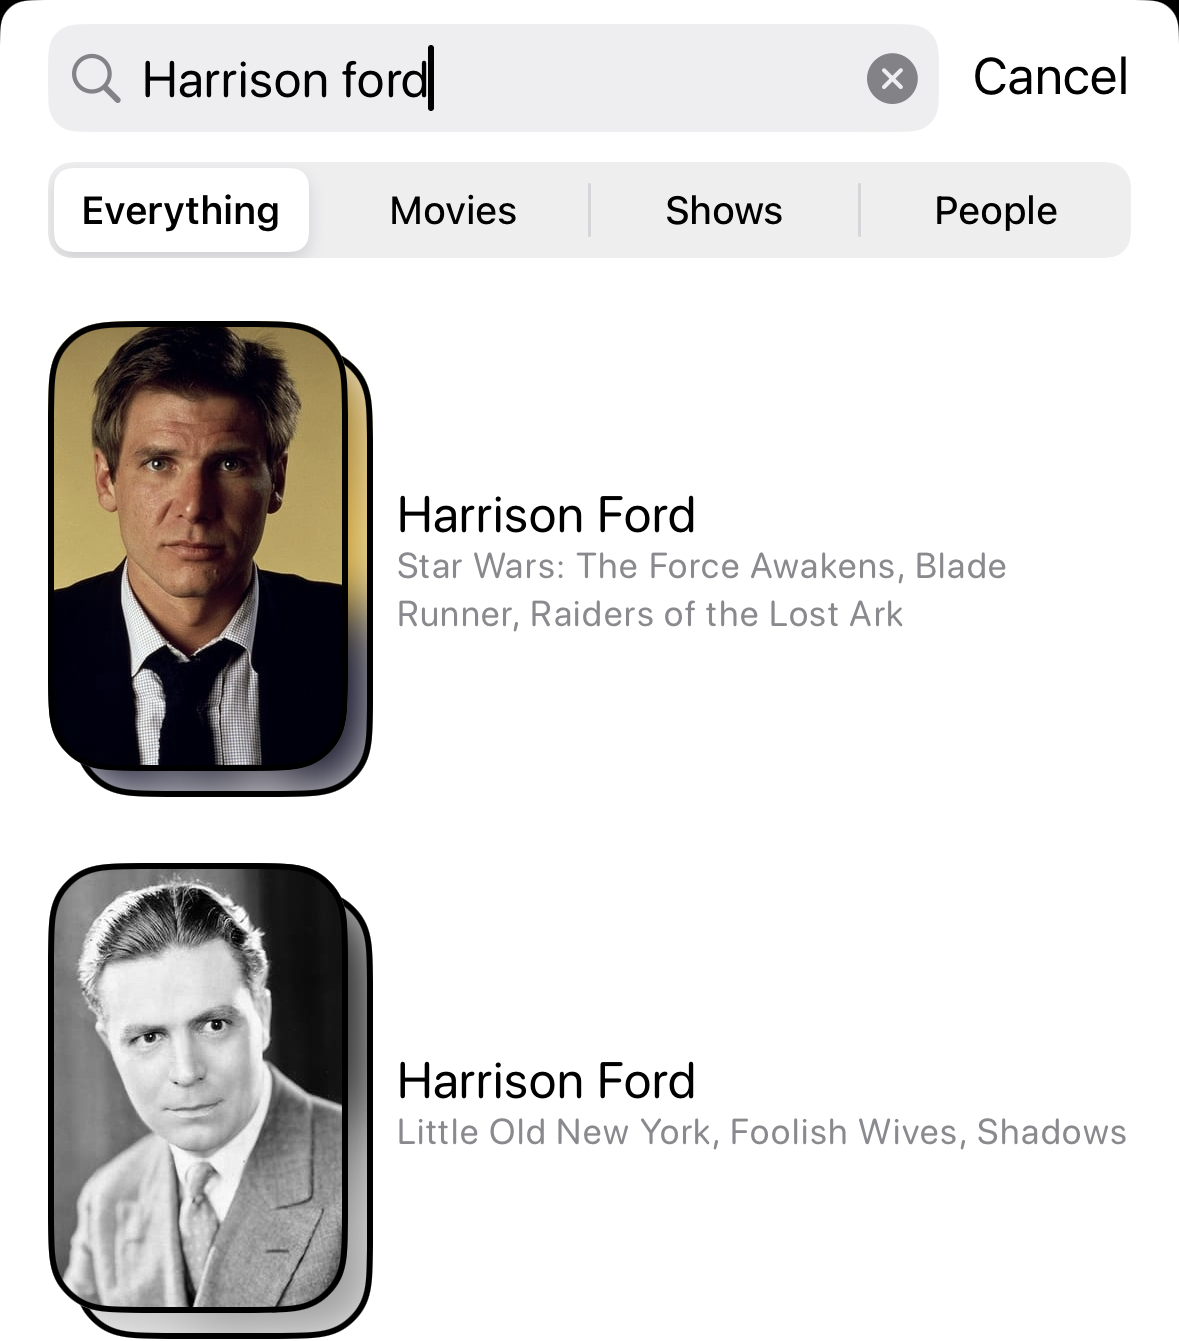 Harrison ford
Cancel
Everything
Movies
Shows
People
Harrison Ford
Star Wars: The Force Awakens, Blade
Runner, Raiders of the Lost Ark
Harrison Ford
Little Old New York, Foolish Wives, Shadows